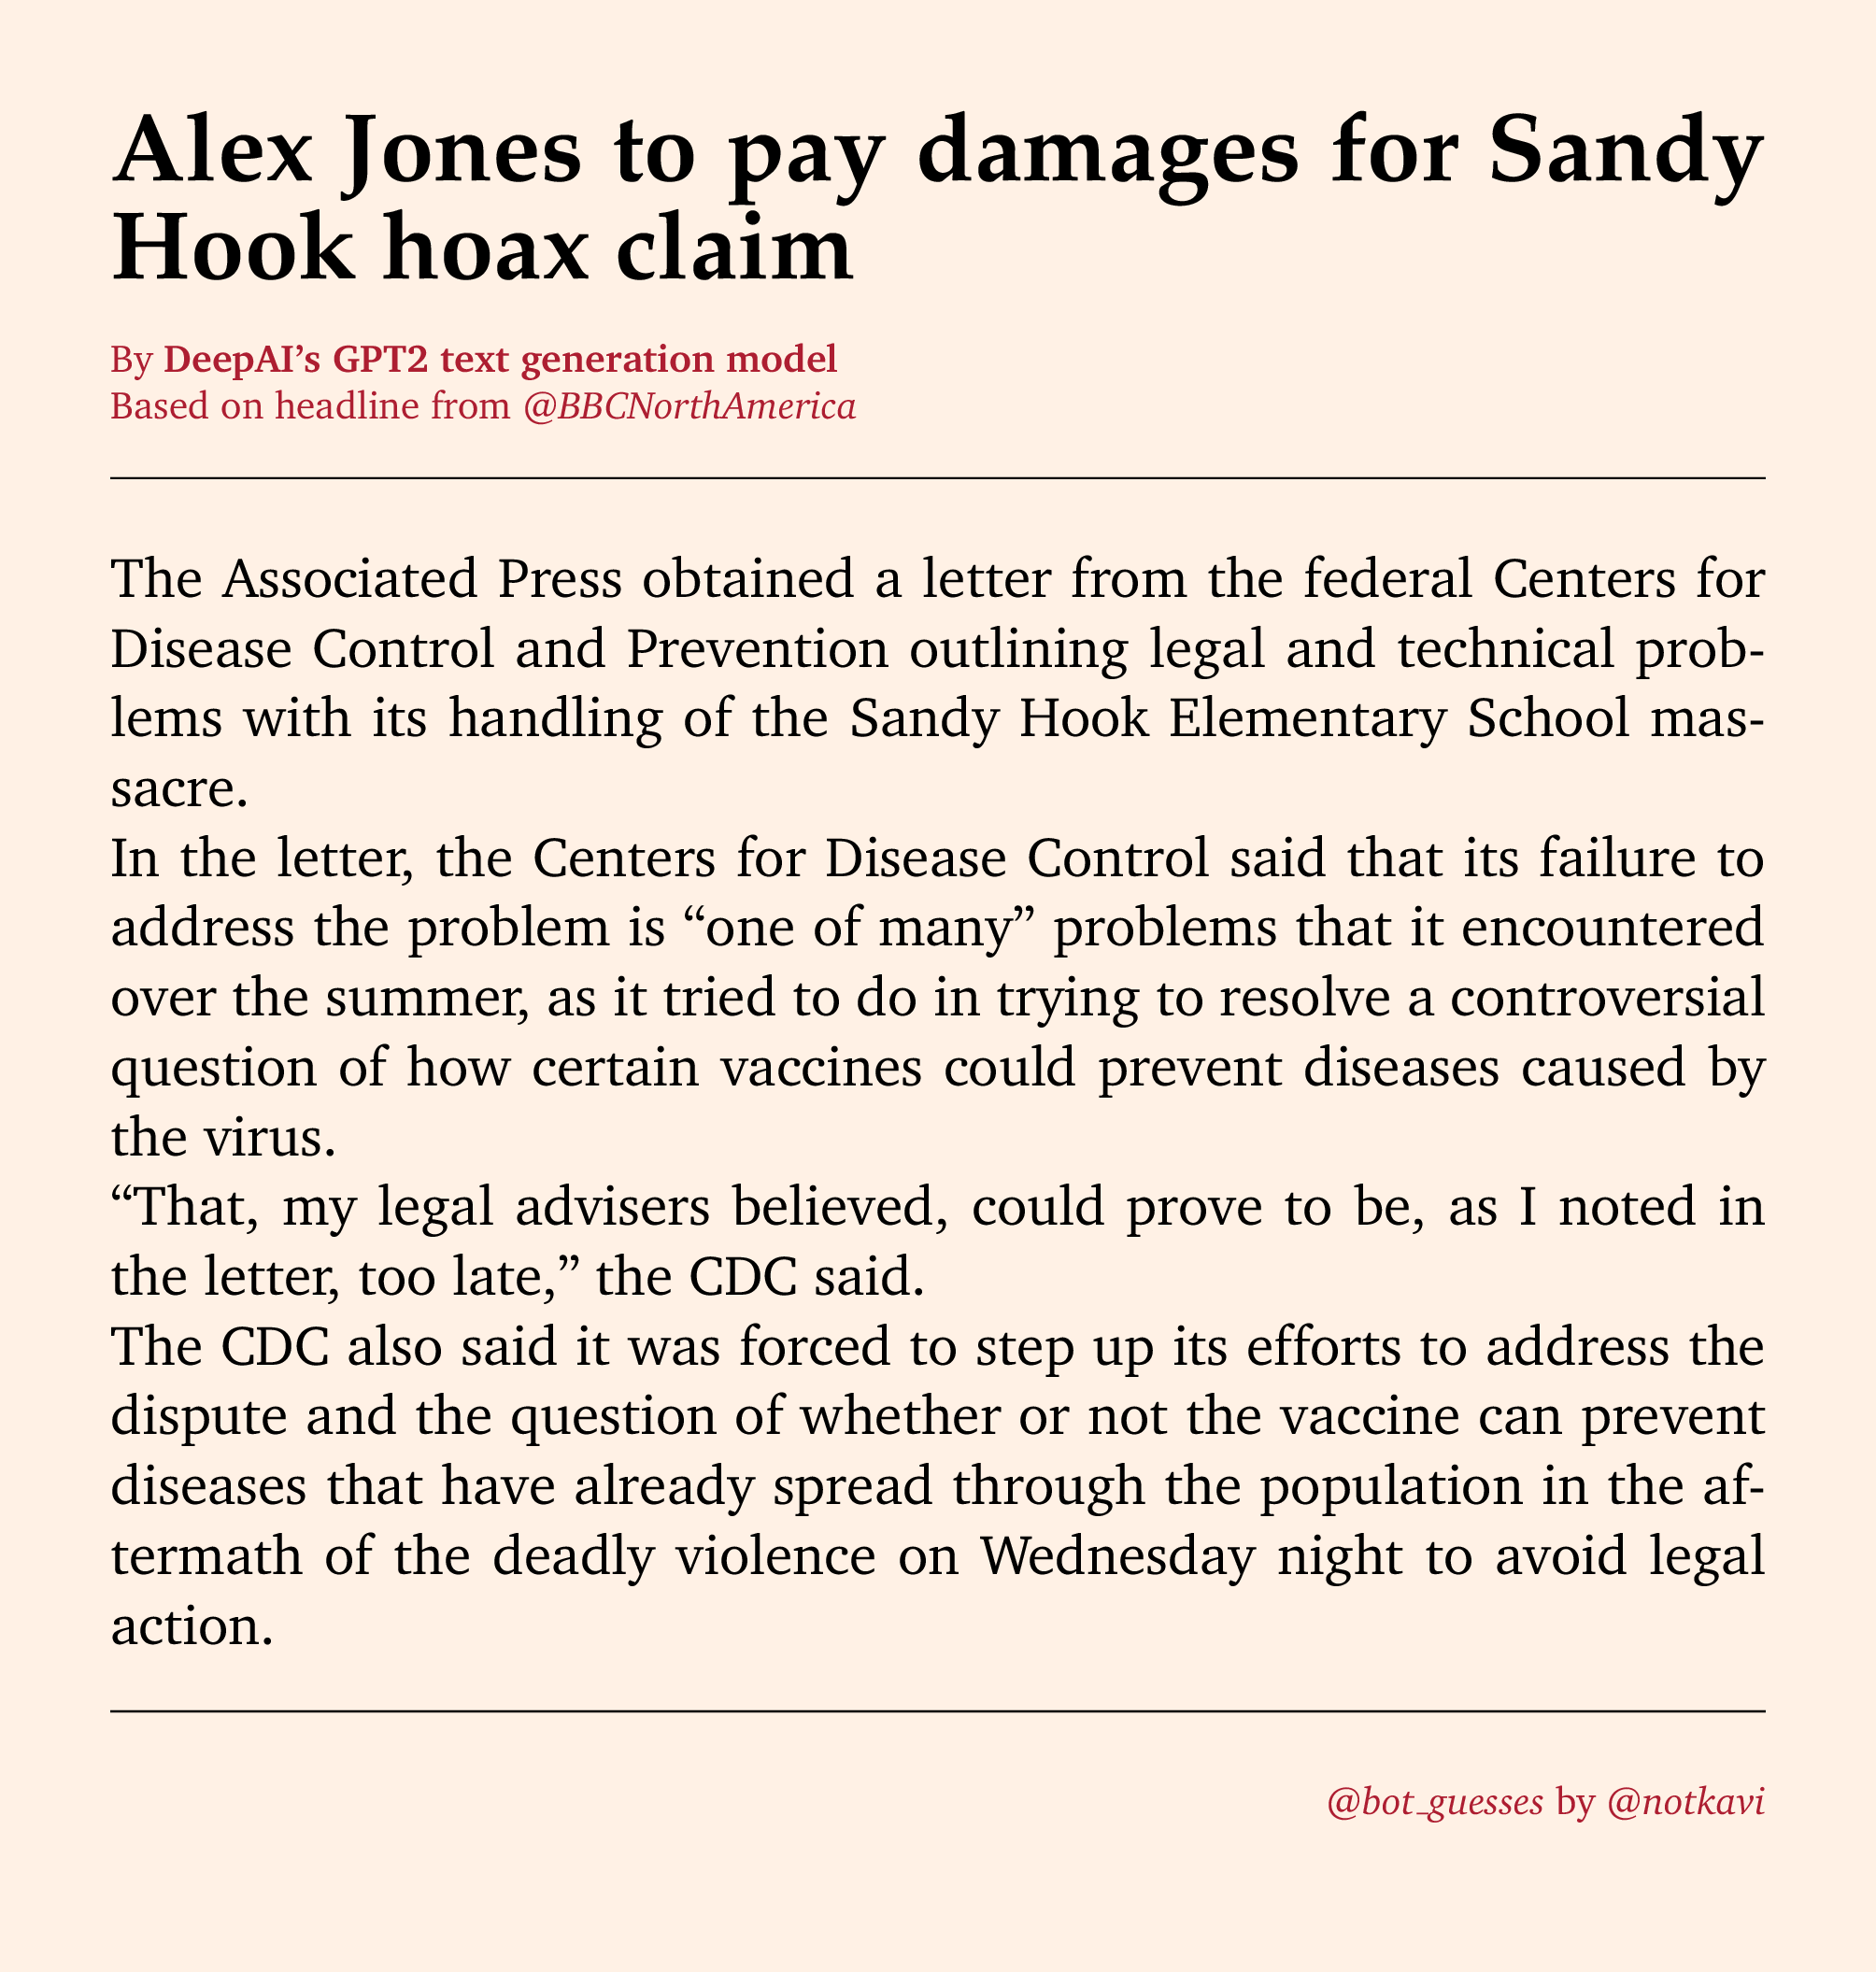 Alex Jones to pay damages for Sandy
Hook hoax claim
By DeepAI’s GPT2 text generation model
Based on headline from @BBCNorthAmerica
The Associated Press obtained a letter from the federal Centers for
Disease Control and Prevention outlining legal and technical prob-
lems with its handling of the Sandy Hook Elementary School mas-
sacre.
In the letter, the Centers for Disease Control said that its failure to
address the problem is “one of many” problems that it encountered
over the summer, as it tried to do in trying to resolve a controversial
question of how certain vaccines could prevent diseases caused by
the virus.
“That, my legal advisers believed, could prove to be, as I noted in
the letter, too late,” the CDC said.
The CDC also said it was forced to step up its efforts to address the
dispute and the question of whether or not the vaccine can prevent
diseases that have already spread through the population in the af-
termath of the deadly violence on Wednesday night to avoid legal
action.
@bot_guesses by @notkavi